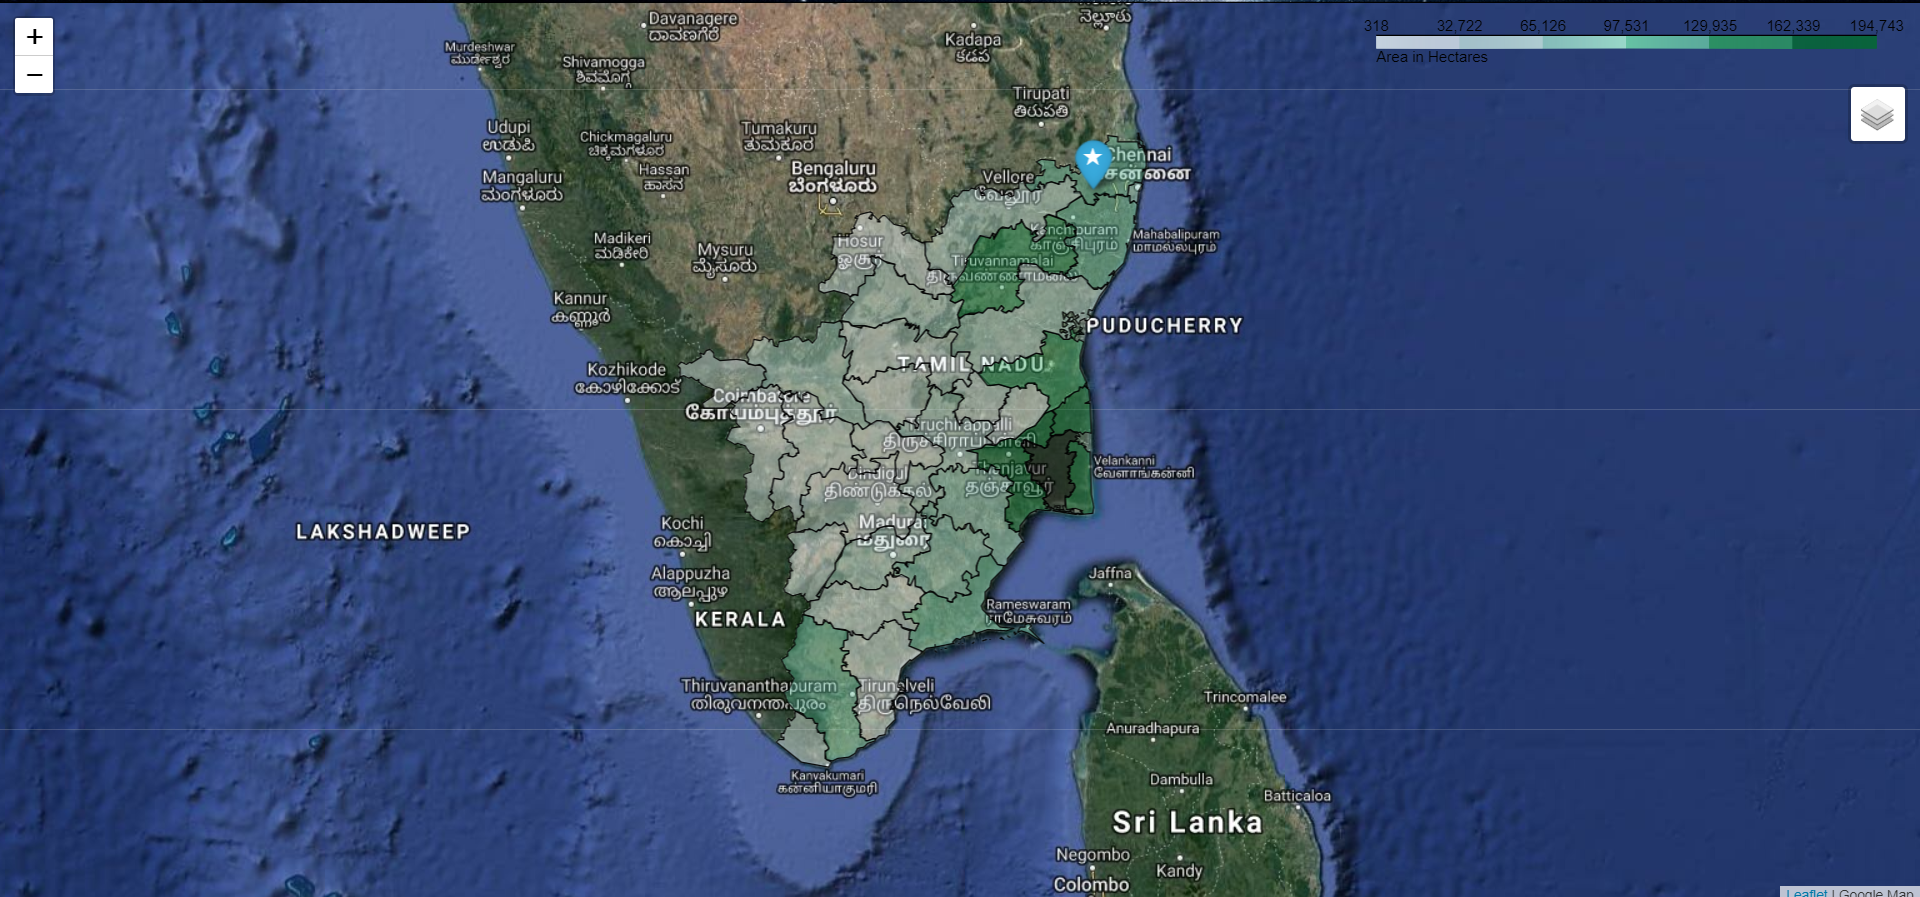 +
−
318 32,722 65,126 97,531 129,935 162,339 194,743
Area in Hectares
Davanagere
ದಾವಣಗೆರೆ
ನೆಲ್ಲೂರು
Murdeshwar
ಮುರ್ಡೇಶ್ವರ
Shivamogga
ಶಿವಮೊಗ್ಗ
Kadapa
కడప
Tirupati
తిరుపతి
Udupi
ಉಡುಪಿ
Chickmagaluru
ಚಿಕ್ಕಮಗಳೂರ
Tumakuru
ತುಮಕೂರ
Hassan
ಹಾಸನ
Bengaluru
ಬೆಂಗಳೂರು
Mangaluru
ಮಂಗಳೂರು
Vellore
வேலூர்
Chennai
சென்னை
Madikeri
ಮಡಿಕೇರಿ
Mysuru
ಮೈಸೂರು
Hosur
ஓசூர்
Kanchipuram
காஞ்சிபுரம்
Mahabalipuram
மாமல்லபுரம்
Tiruvannamalai
திருவண்ணாமலை
Kannur
കണ്ണൂർ
PUDUCHERRY
Kozhikode
കോഴിക്കോട്
TAMIL NADU
Coimbatore
கோயம்புத்தூர்
Tiruchirappalli
திருச்சிராப்பள்ளி
Dindigul
திண்டுக்கல்
Thanjavur
தஞ்சாவூர்
Velankanni
வேளாங்கன்னி
LAKSHADWEEP
Kochi
കൊച്ചി
Madurai
மதுரை
Alappuzha
ആലപ്പുഴ
KERALA
Jaffna
Rameswaram
ராமேசுவரம்
Thiruvananthapuram
തിരുവനന്തപുരം
Tirunelveli
திருநெல்வேலி
Trincomalee
Anuradhapura
Kanyakumari
கன்னியாகுமரி
Dambulla
Batticaloa
Sri Lanka
Negombo
Kandy
Colombo
Leaflet | Google Map